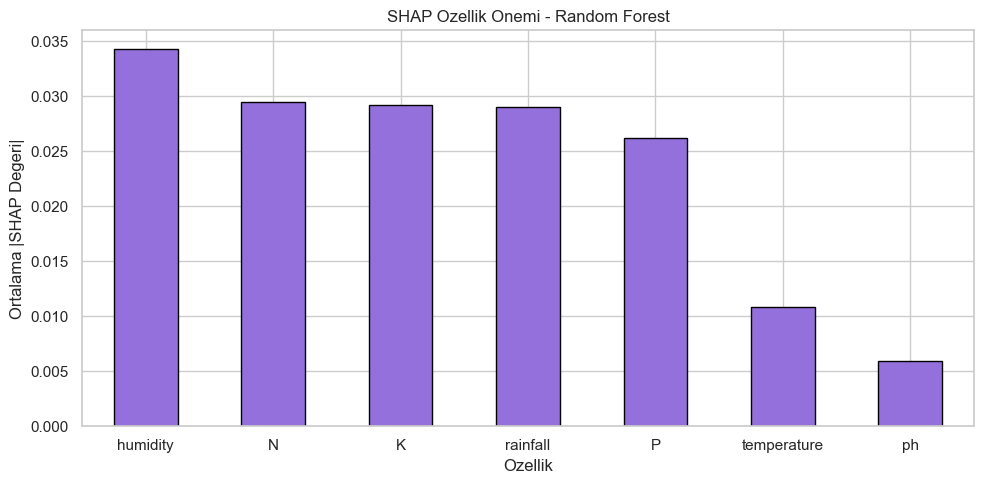 SHAP Ozellik Onemi - Random Forest
Ortalama |SHAP Degeri|
0.035
0.030
0.025
0.020
0.015
0.010
0.005
0.000
humidity N K rainfall P temperature ph
Ozellik